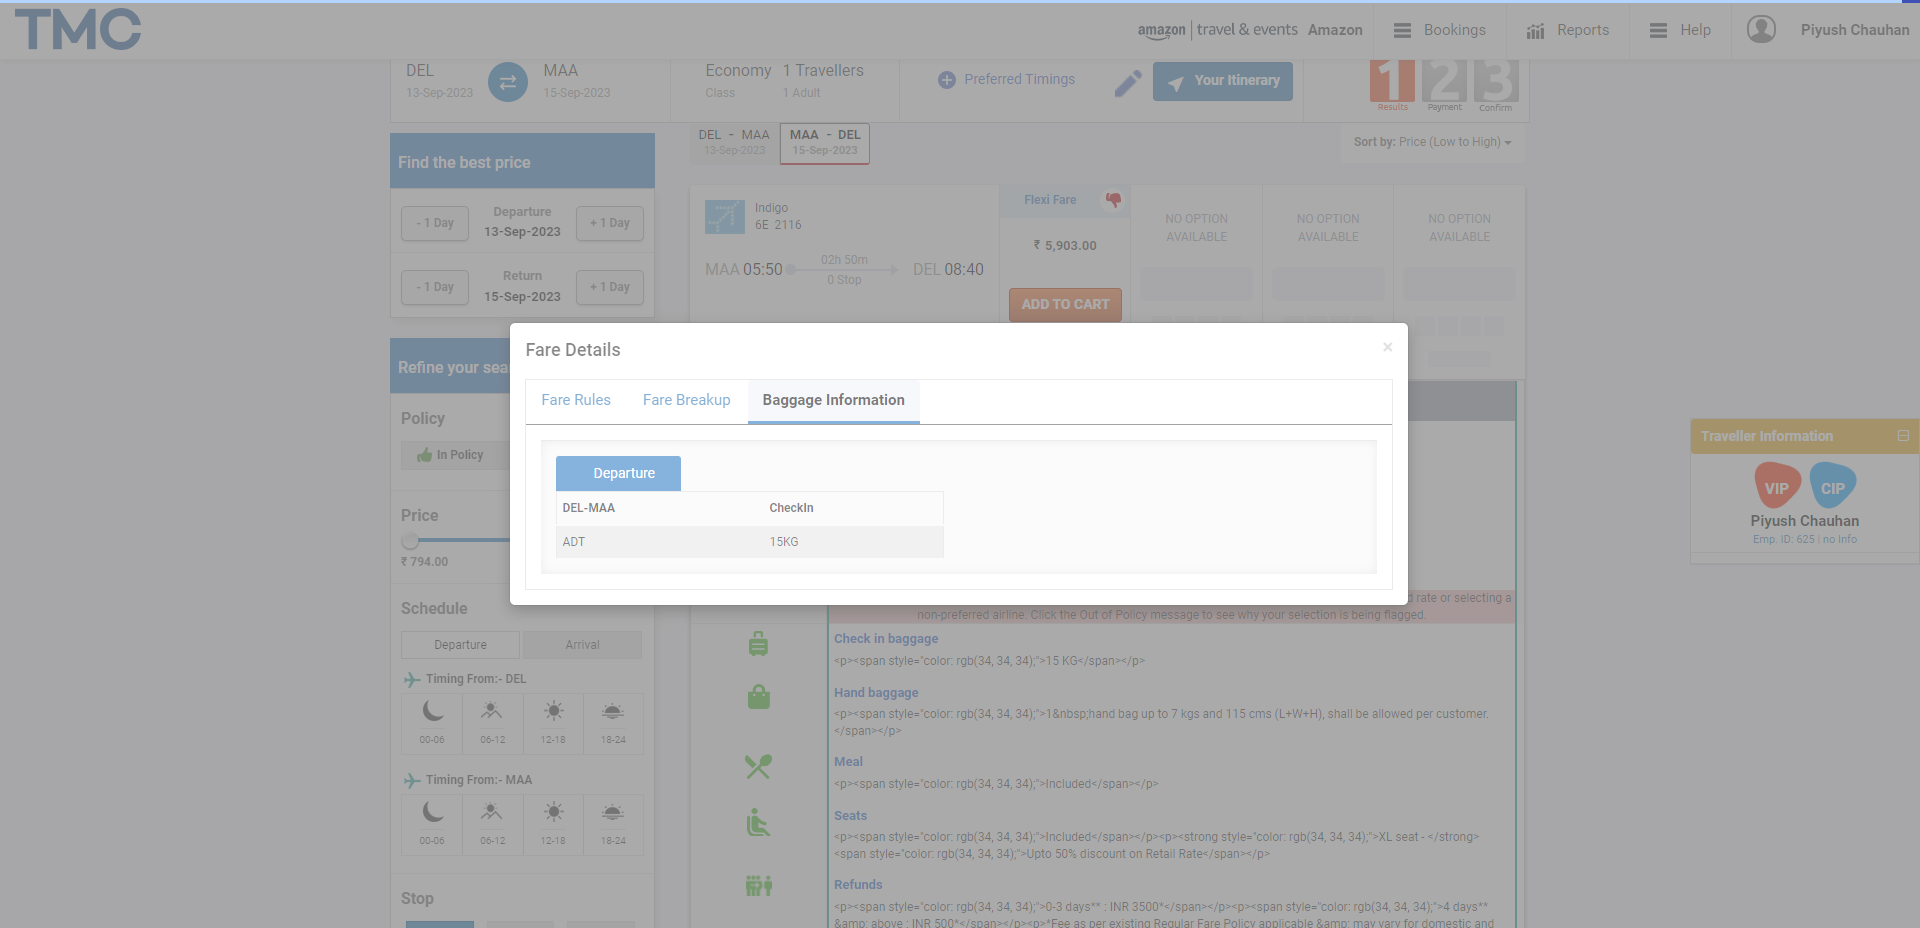 TMC
amazon | travel & events Amazon
Bookings
Reports
Help
Piyush Chauhan
DEL
13-Sep-2023
MAA
15-Sep-2023
Economy
Class
1 Travellers
1 Adult
Preferred Timings
Your Itinerary
1
Results
2
Payment
3
Confirm
Find the best price
- 1 Day
Departure
13-Sep-2023
+ 1 Day
- 1 Day
Return
15-Sep-2023
+ 1 Day
DEL - MAA
13-Sep-2023
MAA - DEL
15-Sep-2023
Sort by: Price (Low to High)
Indigo
6E 2116
MAA 05:50
02h 50m
0 Stop
DEL 08:40
Flexi Fare
₹ 5,903.00
ADD TO CART
NO OPTION
AVAILABLE
NO OPTION
AVAILABLE
NO OPTION
AVAILABLE
Fare Details
×
Fare Rules
Fare Breakup
Baggage Information
Departure
DEL-MAA CheckIn
ADT 15KG
Refine your sea
Policy
In Policy
Price
₹ 794.00
Schedule
Departure
Arrival
Timing From:- DEL
00-06 06-12 12-18 18-24
Timing From:- MAA
00-06 06-12 12-18 18-24
Stop
rate or selecting a
non-preferred airline. Click the Out of Policy message to see why your selection is being flagged.
Check in baggage
<p><span style="color: rgb(34, 34, 34);">15 KG</span></p>
Hand baggage
<p><span style="color: rgb(34, 34, 34);">1&nbsp;hand bag up to 7 kgs and 115 cms (L+W+H), shall be allowed per customer.
</span></p>
Meal
<p><span style="color: rgb(34, 34, 34);">Included</span></p>
Seats
<p><span style="color: rgb(34, 34, 34);">Included</span></p><p><strong style="color: rgb(34, 34, 34);">XL seat - </strong>
<span style="color: rgb(34, 34, 34);">Upto 50% discount on Retail Rate</span></p>
Refunds
<p><span style="color: rgb(34, 34, 34);">0-3 days** : INR 3500*</span></p><p><span style="color: rgb(34, 34, 34);">4 days**
&amp; above : INR 500*</span></p><p>*Fee as per existing Regular Fare Policy applicable &amp; may vary for domestic and
Traveller Information
VIP
CIP
Piyush Chauhan
Emp. ID: 625 | no Info